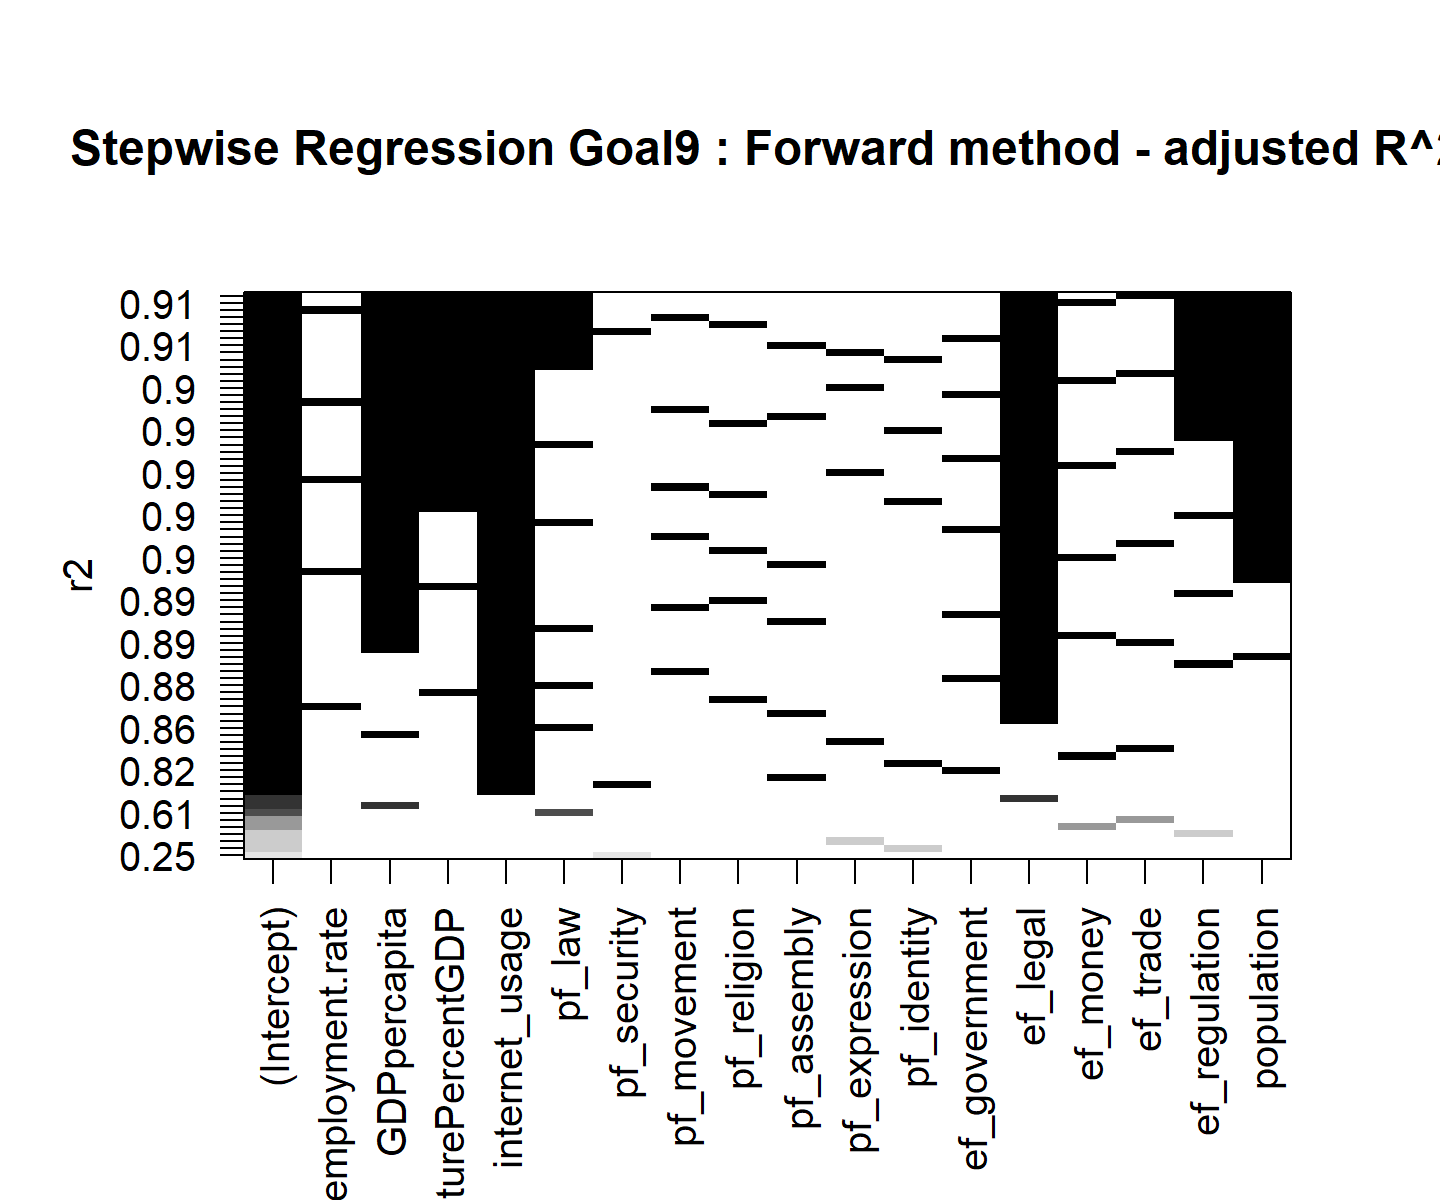 Stepwise Regression Goal9 : Forward method - adjusted R^
0.91
0.91
0.9
0.9
0.9
0.9
0.9
0.89
0.89
0.88
0.86
0.82
0.61
0.25
r2
(Intercept)
employment.rate
GDPpercapita
turePercentGDP
internet_usage
pf_law
pf_security
pf_movement
pf_religion
pf_assembly
pf_expression
pf_identity
ef_government
ef_legal
ef_money
ef_trade
ef_regulation
population